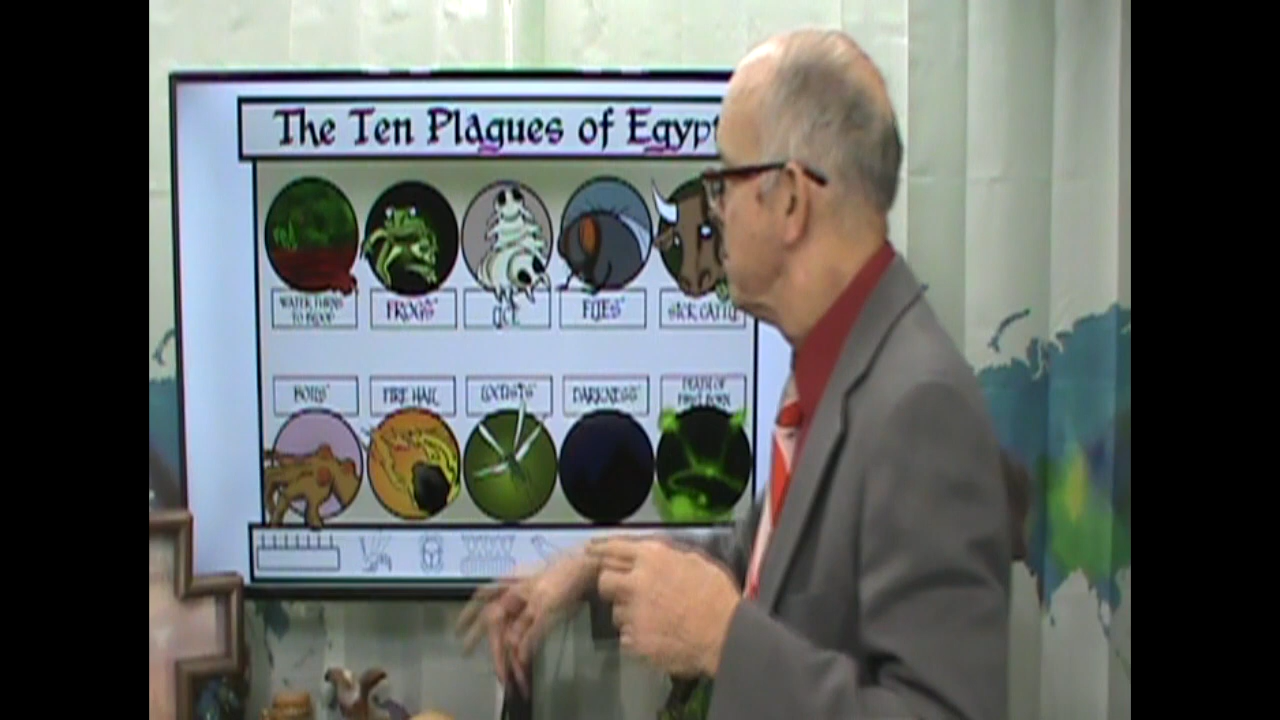 The Ten Plagues of Egypt
WATER TURNS
TO BLOOD
FROGS
LICE
FLIES
SICK CATTLE
BOILS
FIRE HAIL
LOCUSTS
DARKNESS
DEATH OF
FIRST BORN